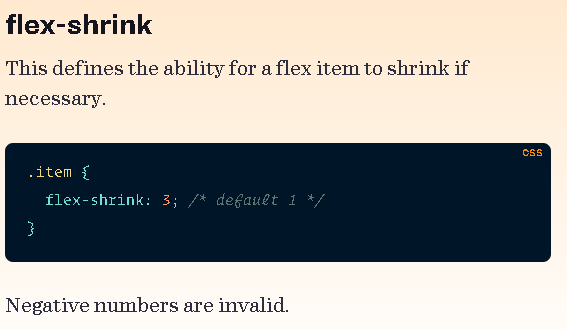 flex-shrink
This defines the ability for a flex item to shrink if
necessary.
css
.item {
  flex-shrink: 3; /* default 1 */
}
Negative numbers are invalid.